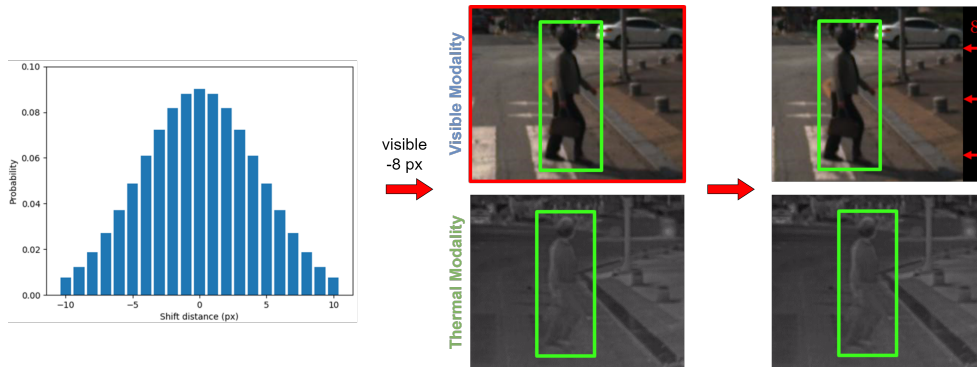 0.10
0.08
0.06
0.04
0.02
0.00
Probability
−10
−5
0
5
10
Shift distance (px)
visible
-8 px
Visible Modality
Thermal Modality
8